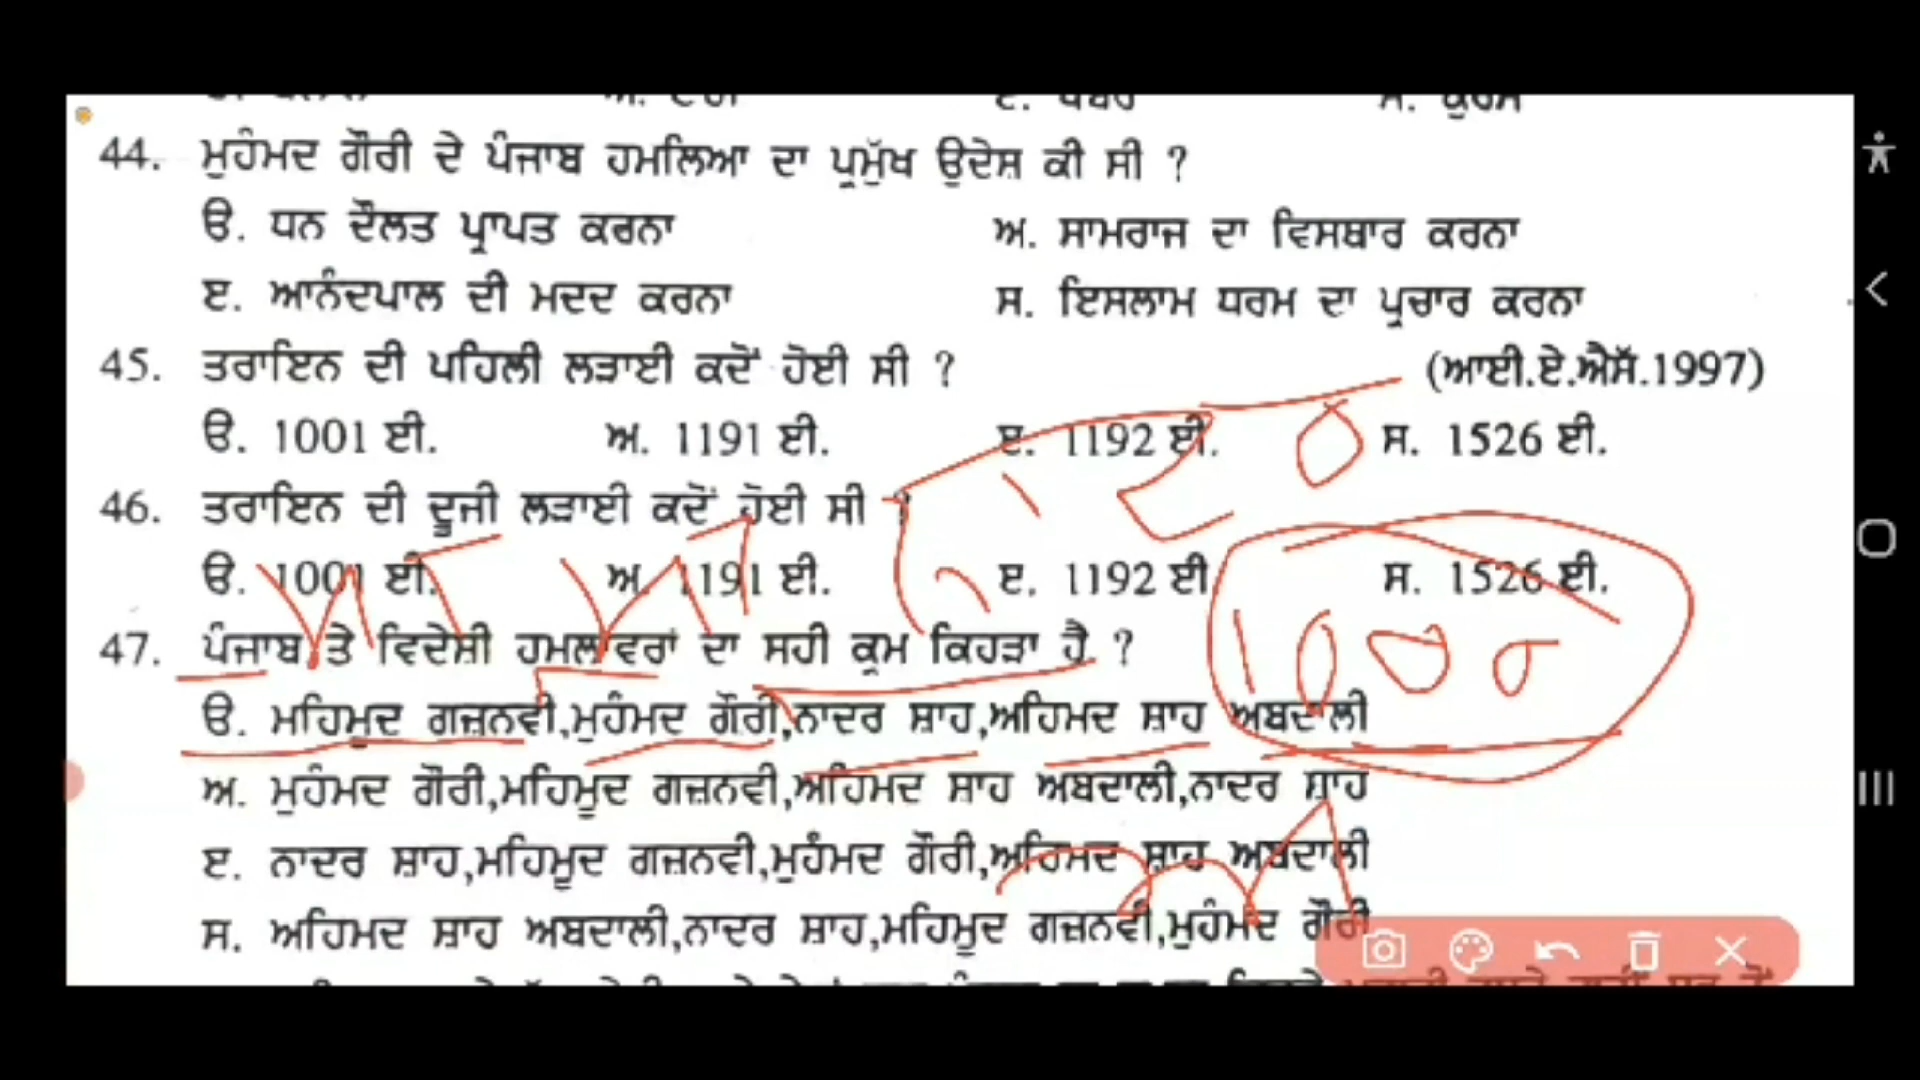 44. ਮੁਹੰਮਦ ਗੌਰੀ ਦੇ ਪੰਜਾਬ ਹਮਲਿਆ ਦਾ ਪ੍ਰਮੁੱਖ ਉਦੇਸ਼ ਕੀ ਸੀ ?
ੳ. ਧਨ ਦੌਲਤ ਪ੍ਰਾਪਤ ਕਰਨਾ ਅ. ਸਾਮਰਾਜ ਦਾ ਵਿਸਥਾਰ ਕਰਨਾ
ੲ. ਆਨੰਦਪਾਲ ਦੀ ਮਦਦ ਕਰਨਾ ਸ. ਇਸਲਾਮ ਧਰਮ ਦਾ ਪ੍ਰਚਾਰ ਕਰਨਾ
45. ਤਰਾਇਨ ਦੀ ਪਹਿਲੀ ਲੜਾਈ ਕਦੋਂ ਹੋਈ ਸੀ ? (ਆਈ.ਏ.ਐਸੱ.1997)
ੳ. 1001 ਈ. ਅ. 1191 ਈ. ੲ. 1192 ਈ. ਸ. 1526 ਈ.
46. ਤਰਾਇਨ ਦੀ ਦੂਜੀ ਲੜਾਈ ਕਦੋਂ ਹੋਈ ਸੀ ?
ੳ. 1001 ਈ. ਅ. 1191 ਈ. ੲ. 1192 ਈ ਸ. 1526 ਈ.
47. ਪੰਜਾਬ ਤੇ ਵਿਦੇਸ਼ੀ ਹਮਲਾਵਰਾਂ ਦਾ ਸਹੀ ਕ੍ਰਮ ਕਿਹੜਾ ਹੈ ?
ੳ. ਮਹਿਮੂਦ ਗਜ਼ਨਵੀ,ਮੁਹੰਮਦ ਗੌਰੀ,ਨਾਦਰ ਸ਼ਾਹ,ਅਹਿਮਦ ਸ਼ਾਹ ਅਬਦਾਲੀ
1000
ਅ. ਮੁਹੰਮਦ ਗੌਰੀ,ਮਹਿਮੂਦ ਗਜ਼ਨਵੀ,ਅਹਿਮਦ ਸ਼ਾਹ ਅਬਦਾਲੀ,ਨਾਦਰ ਸ਼ਾਹ
ੲ. ਨਾਦਰ ਸ਼ਾਹ,ਮਹਿਮੂਦ ਗਜ਼ਨਵੀ,ਮੁਹੰਮਦ ਗੌਰੀ,ਅਹਿਮਦ ਸ਼ਾਹ ਅਬਦਾਲੀ
ਸ. ਅਹਿਮਦ ਸ਼ਾਹ ਅਬਦਾਲੀ,ਨਾਦਰ ਸ਼ਾਹ,ਮਹਿਮੂਦ ਗਜ਼ਨਵੀ,ਮੁਹੰਮਦ ਗੌਰੀ